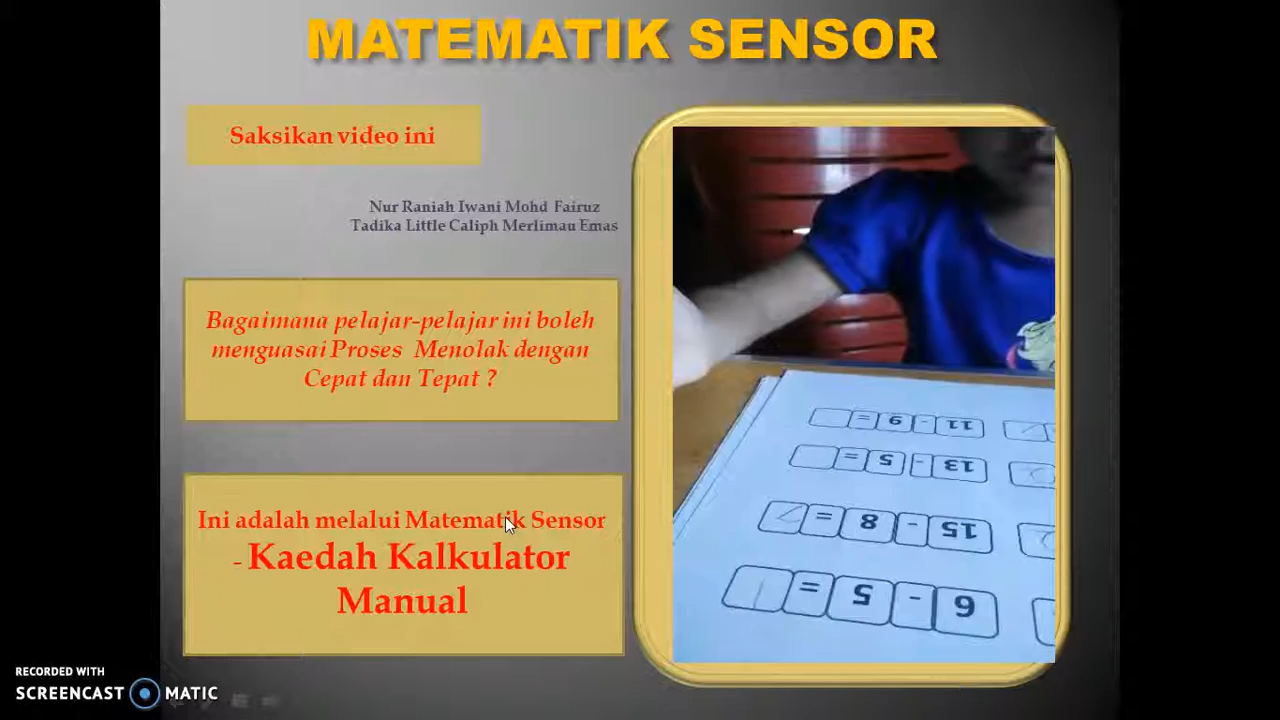 MATEMATIK SENSOR
Saksikan video ini
Nur Raniah Iwani Mohd Fairuz
Tadika Little Caliph Merlimau Emas
Bagaimana pelajar-pelajar ini boleh
menguasai Proses Menolak dengan
Cepat dan Tepat ?
Ini adalah melalui Matematik Sensor
- Kaedah Kalkulator
Manual
6 - 5 = 1
15 - 8 =
13 - 5 =
11 - 9 =
RECORDED WITH
SCREENCAST MATIC